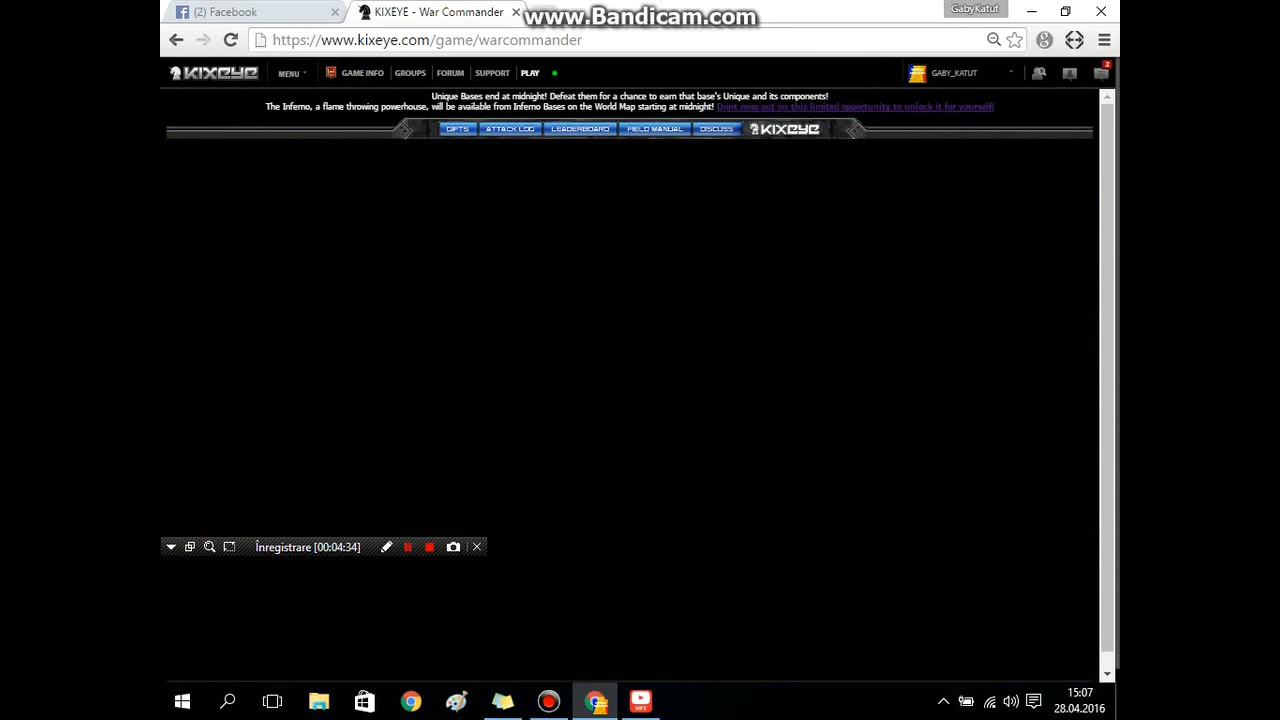 (2) Facebook
KIXEYE - War Commander
www.Bandicam.com
GabyKatut
https://www.kixeye.com/game/warcommander
KIXEYE
MENU
GAME INFO
GROUPS
FORUM
SUPPORT
PLAY
GABY_KATUT
2
Unique Bases end at midnight! Defeat them for a chance to earn that base's Unique and its components!
The Inferno, a flame throwing powerhouse, will be available from Inferno Bases on the World Map starting at midnight! Dont miss out on this limited opportunity to unlock it for yourself!
GIFTS
ATTACK LOG
LEADERBOARD
FIELD MANUAL
DISCUSS
KIXEYE
Înregistrare [00:04:34]
MP3
15:07
28.04.2016